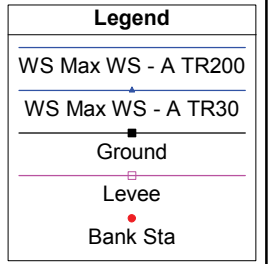 Legend
WS Max WS - A TR200
WS Max WS - A TR30
Ground
Levee
Bank Sta